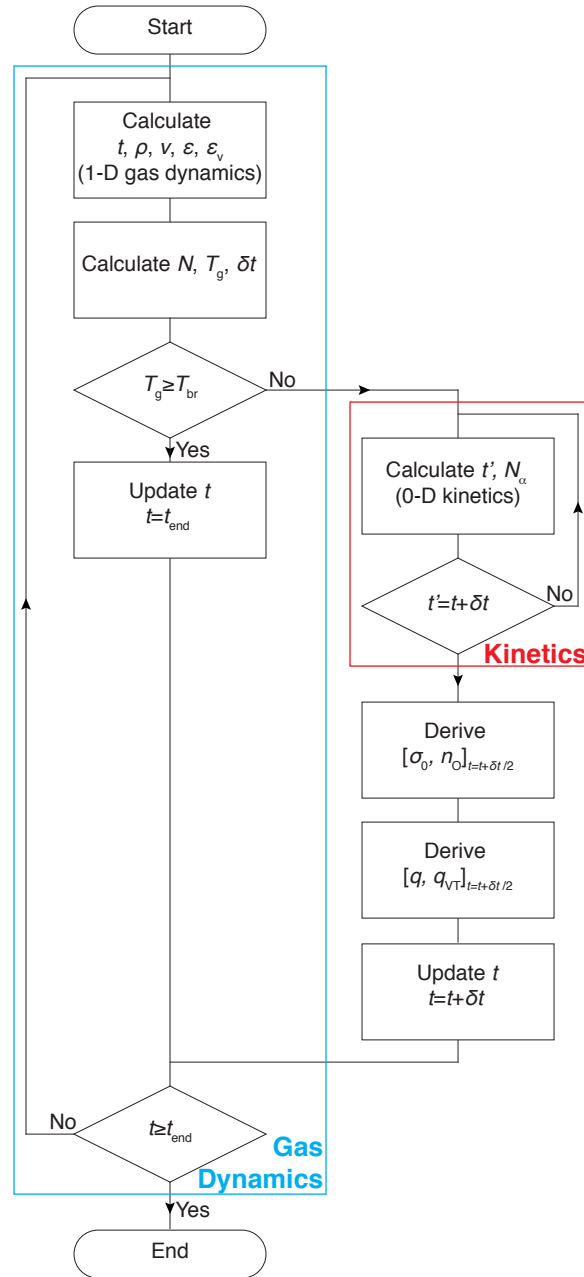 Start
Calculate
t, ρ, v, ε, εᵥ
(1-D gas dynamics)
Calculate N, T_g, δt
T_g≥T_br
No
Yes
Update t
t=t_end
Calculate t', N_α
(0-D kinetics)
t'=t+δt
No
Kinetics
Derive
[σ_0, n_O]_t=t+δt/2
Derive
[q, q_VT]_t=t+δt/2
Update t
t=t+δt
No
t≥t_end
Gas
Dynamics
Yes
End